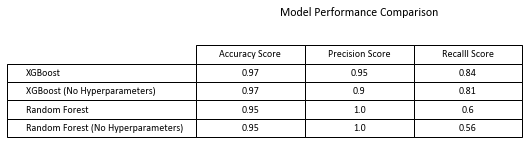 Model Performance Comparison
Accuracy Score Precision Score Recalll Score
XGBoost 0.97 0.95 0.84
XGBoost (No Hyperparameters) 0.97 0.9 0.81
Random Forest 0.95 1.0 0.6
Random Forest (No Hyperparameters) 0.95 1.0 0.56